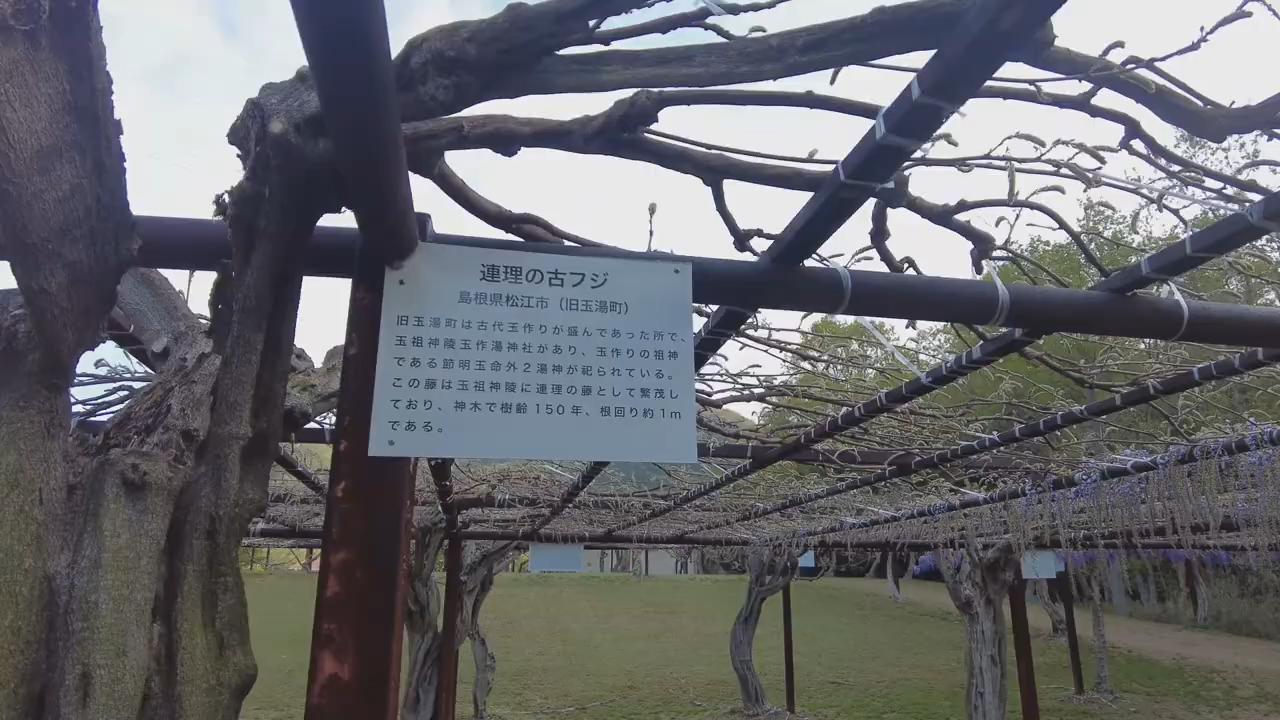 連理の古フジ
島根県松江市（旧玉湯町）
旧玉湯町は古代玉作りが盛んであった所で、
玉祖神陵玉作湯神社があり、玉作りの祖神
である節明玉命外2湯神が祀られている。
この藤は玉祖神陵に連理の藤として繁茂し
ており、神木で樹齢150年、根回り約1m
である。